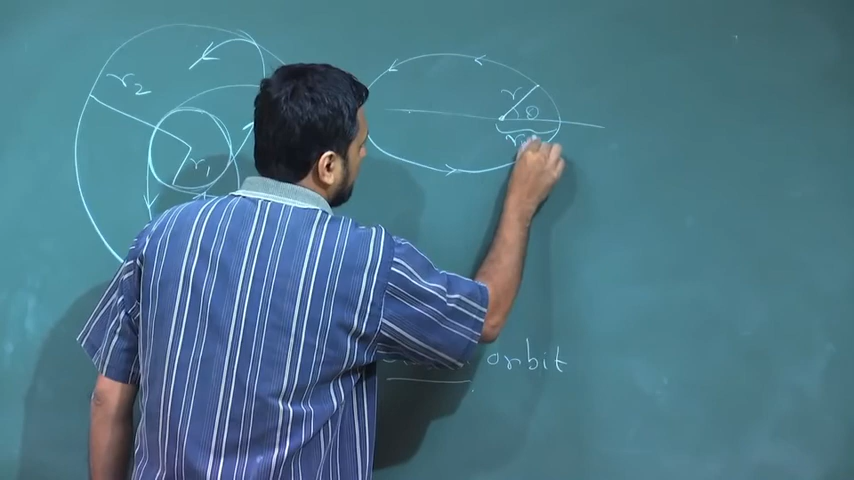 r₂
r₁
r
θ
orbit